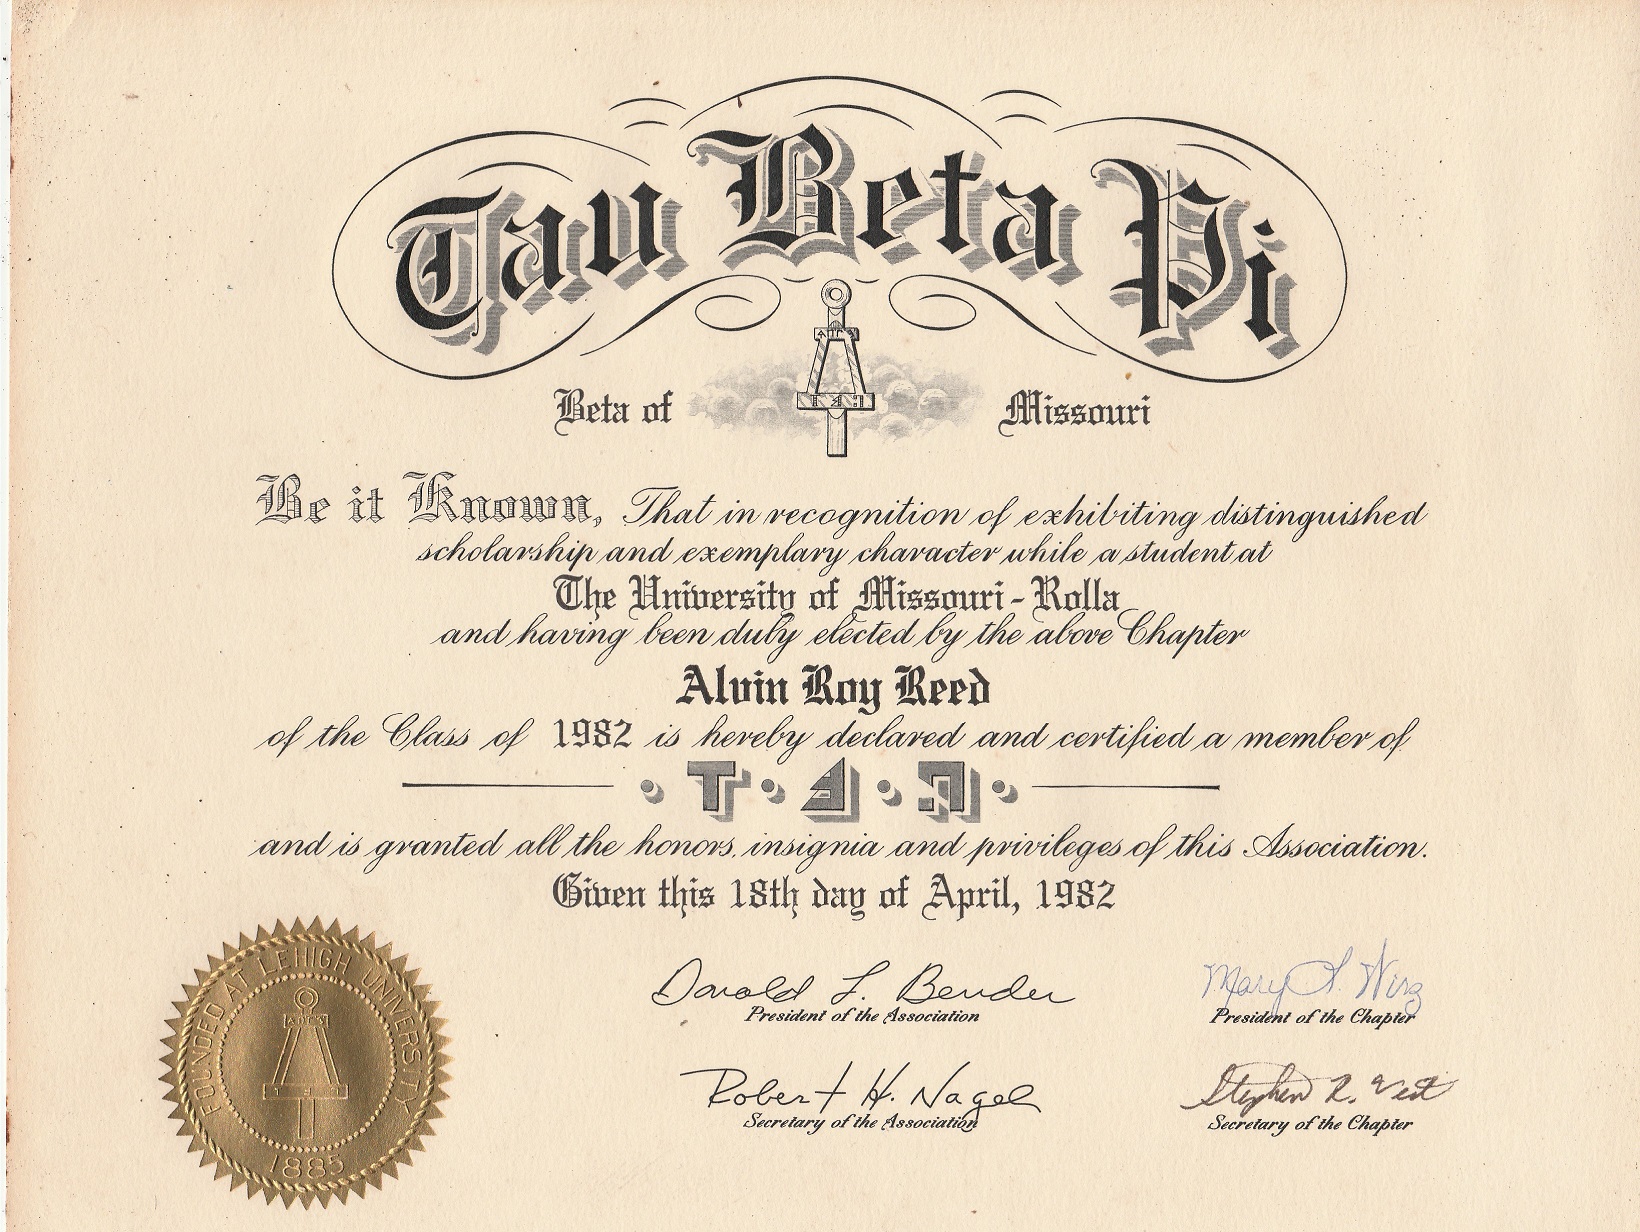 Tau Beta Pi
Beta of Missouri
Be it Known, That in recognition of exhibiting distinguished
scholarship and exemplary character while a student at
The University of Missouri - Rolla
and having been duly elected by the above Chapter
Alvin Roy Reed
of the Class of 1982 is hereby declared and certified a member of
and is granted all the honors, insignia and privileges of this Association.
Given this 18th day of April, 1982
FOUNDED AT LEHIGH UNIVERSITY
1885
Donald L. Bender
President of the Association
Mary Wirz
President of the Chapter
Robert H. Nagel
Secretary of the Association
Stephen R. Vest
Secretary of the Chapter